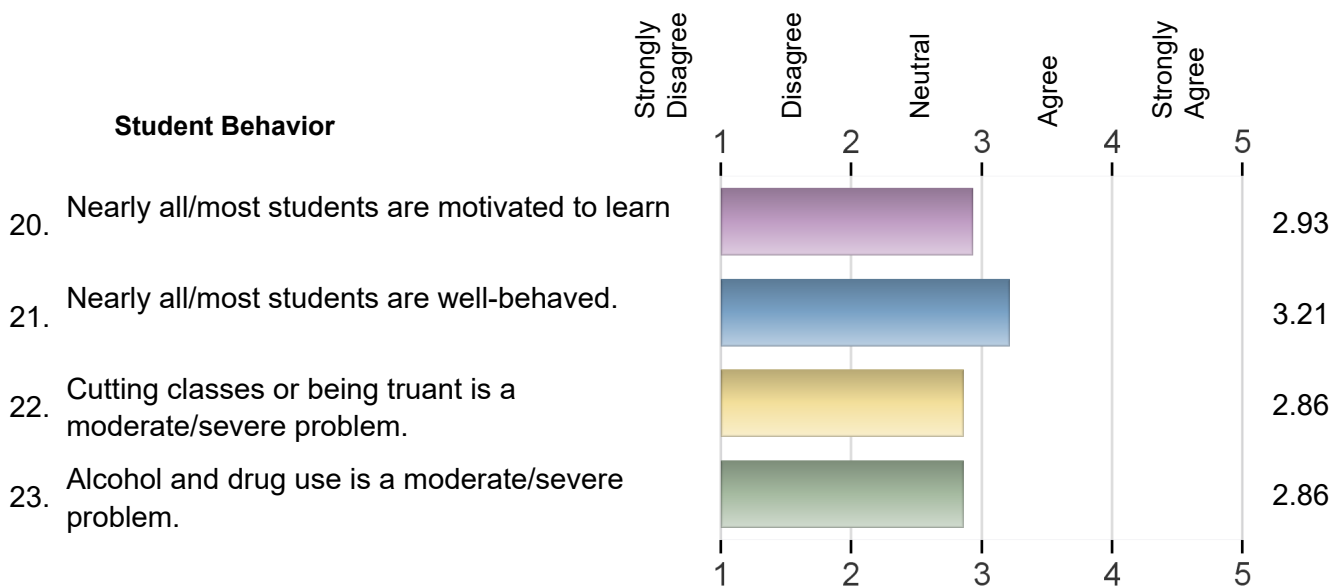 Strongly
Disagree
Disagree
Neutral
Agree
Strongly
Agree
Student Behavior
1 2 3 4 5
20. Nearly all/most students are motivated to learn 2.93
21. Nearly all/most students are well-behaved. 3.21
22. Cutting classes or being truant is a
moderate/severe problem. 2.86
23. Alcohol and drug use is a moderate/severe
problem. 2.86
1 2 3 4 5